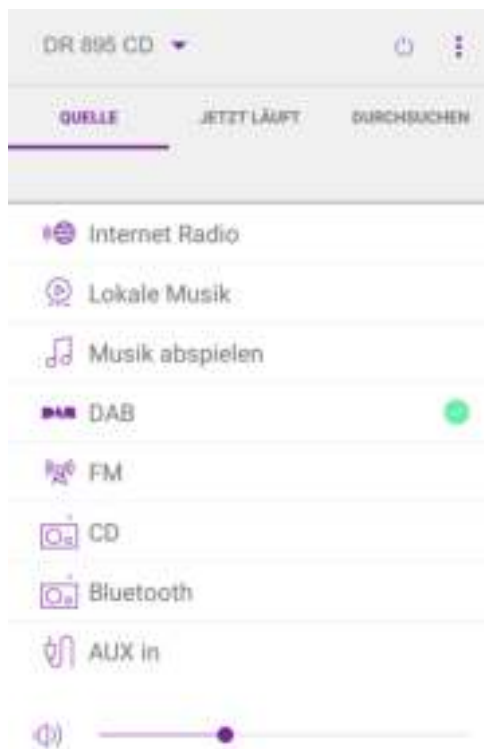 DR 895 CD
QUELLE JETZT LÄUFT DURCHSUCHEN
Internet Radio
Lokale Musik
Musik abspielen
DAB DAB
FM
CD
Bluetooth
AUX in